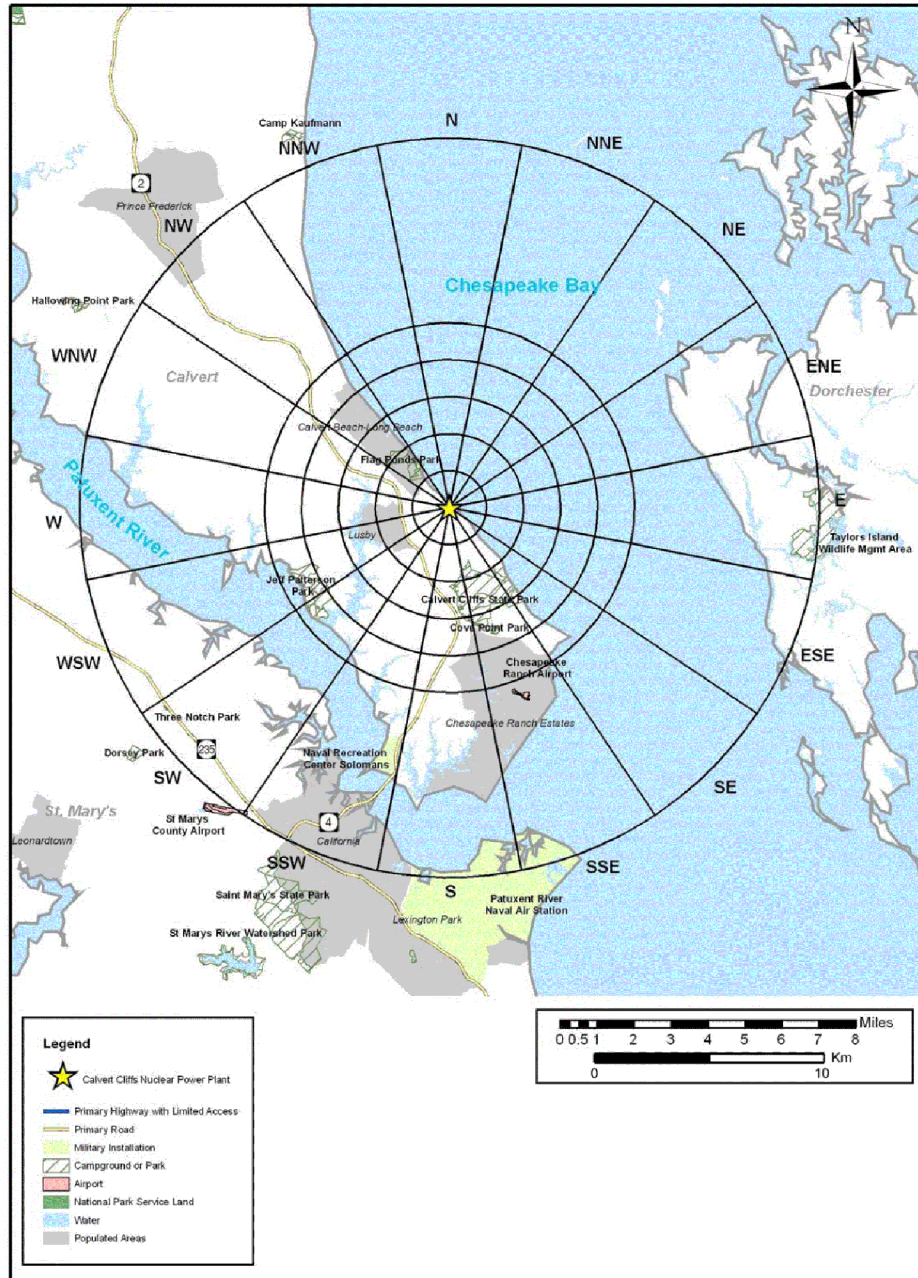 N
Camp Kaufmann
NNW
N
NNE
2
Prince Frederick
NW
NE
Chesapeake Bay
Hallowing Point Park
WNW
ENE
Calvert
Dorchester
Calvert Beach-Long Beach
Flag Ponds Park
Patuxent River
W
E
Lusby
Taylors Island
Wildlife Mgmt Area
Jeff Patterson
Park
Calvert Cliffs State Park
Cove Point Park
WSW
ESE
Chesapeake
Ranch Airport
Three Notch Park
Chesapeake Ranch Estates
235
Dorsey Park
Naval Recreation
Center Solomans
SW
SE
St. Mary's
St Marys
County Airport
4
Leonardtown
California
SSW
SSE
S
Saint Mary's State Park
Patuxent River
Naval Air Station
Lexington Park
St Marys River Watershed Park
Legend
Calvert Cliffs Nuclear Power Plant
Primary Highway with Limited Access
Primary Road
Military Installation
Campground or Park
Airport
National Park Service Land
Water
Populated Areas
Miles
0 0.5 1 2 3 4 5 6 7 8
Km
0 10